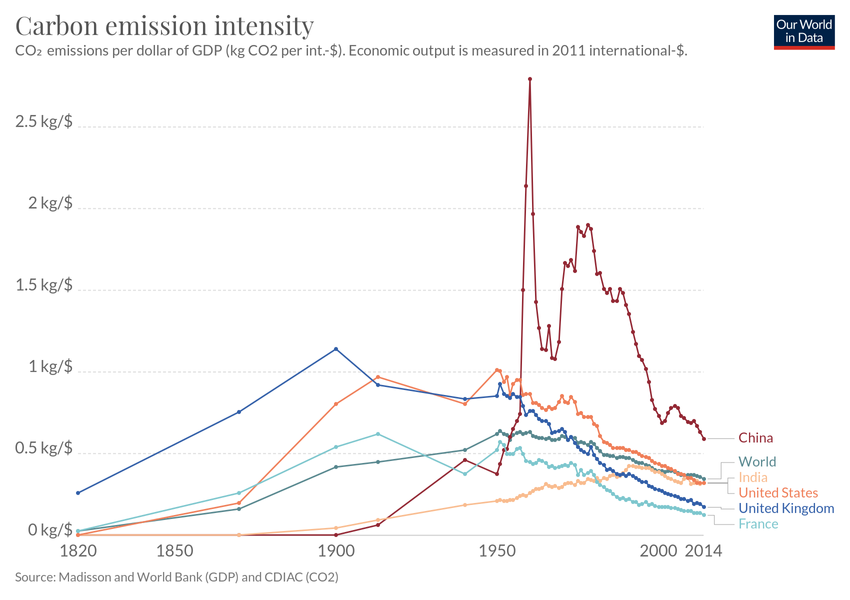 Carbon emission intensity
Our World
in Data
CO₂ emissions per dollar of GDP (kg CO2 per int.-$). Economic output is measured in 2011 international-$.
2.5 kg/$
2 kg/$
1.5 kg/$
1 kg/$
0.5 kg/$
0 kg/$
China
World
India
United States
United Kingdom
France
1820 1850 1900 1950 2000 2014
Source: Madisson and World Bank (GDP) and CDIAC (CO2)